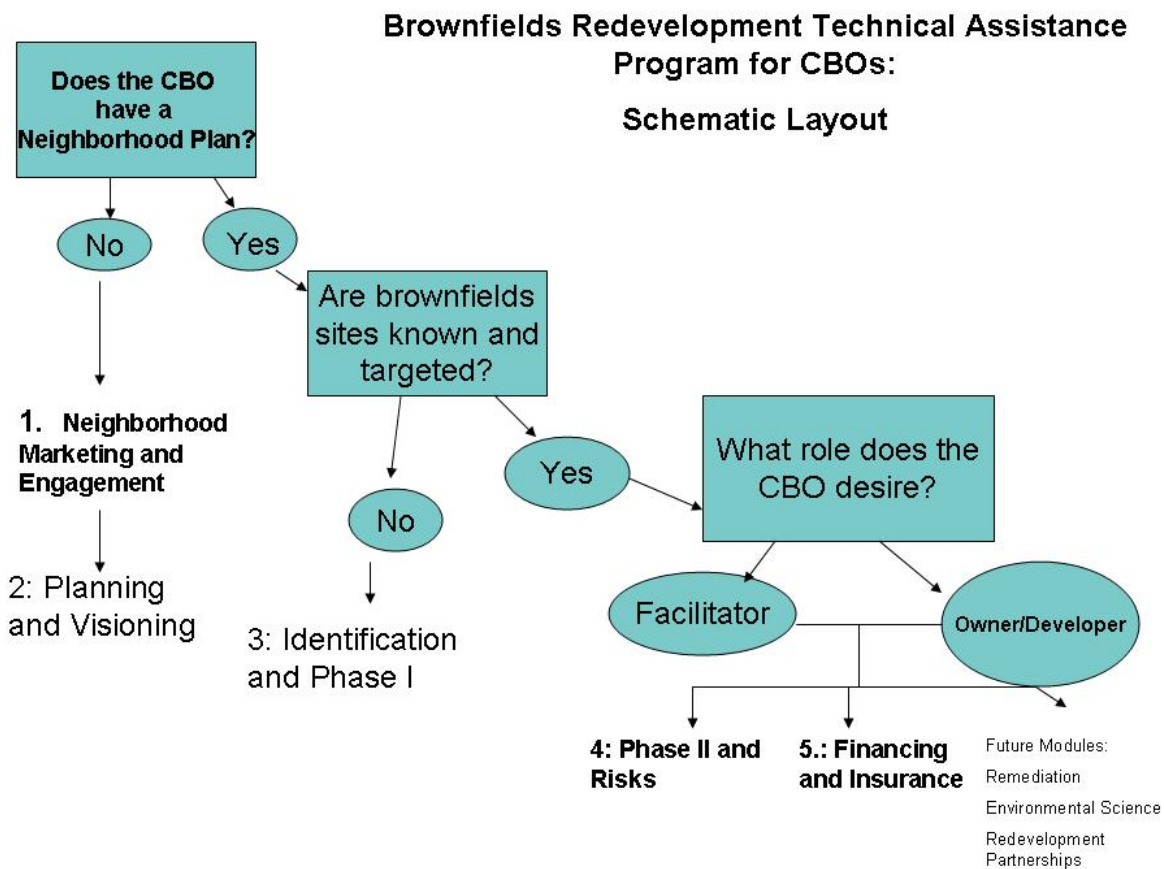 Brownfields Redevelopment Technical Assistance
Program for CBOs:
Schematic Layout
Does the CBO
have a
Neighborhood Plan?
No
Yes
Are brownfields
sites known and
targeted?
1. Neighborhood
Marketing and
Engagement
No
Yes
What role does the
CBO desire?
2: Planning
and Visioning
3: Identification
and Phase I
Facilitator
Owner/Developer
4: Phase II and
Risks
5.: Financing
and Insurance
Future Modules:
Remediation
Environmental Science
Redevelopment
Partnerships